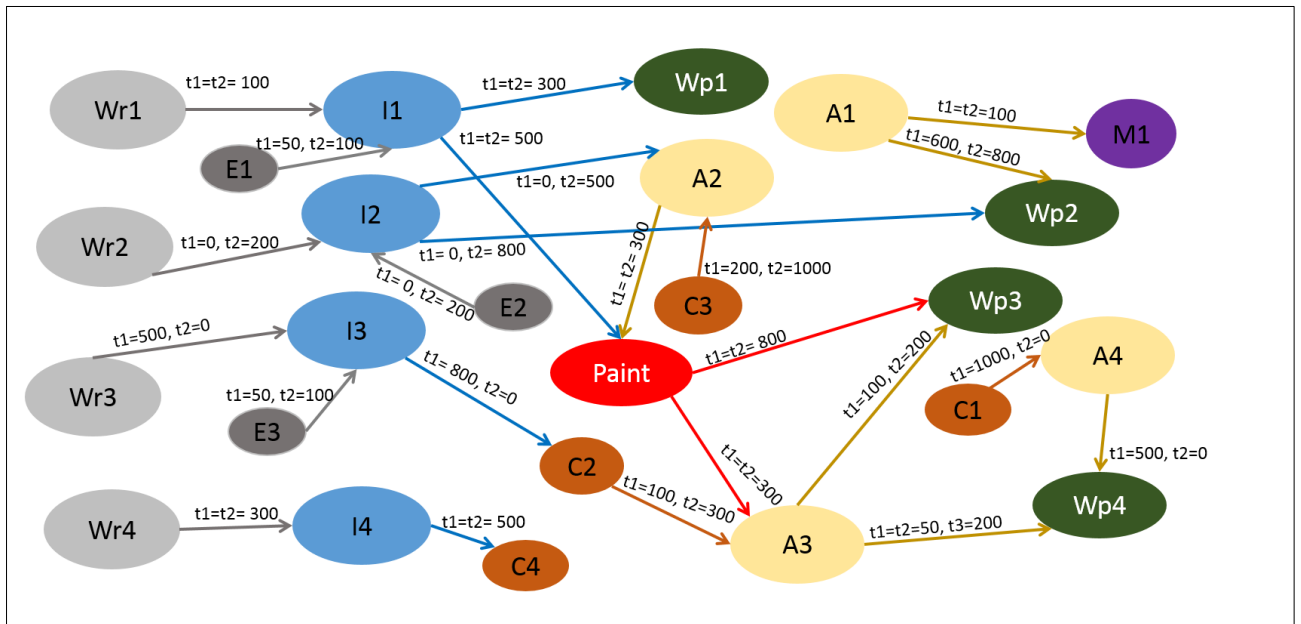 t1=t2= 100
t1=t2= 300
Wp1
Wr1
I1
A1
t1=t2=100
M1
t1=600, t2=800
t1=t2= 500
t1=50, t2=100
E1
A2
t1=0, t2=500
I2
Wp2
Wr2
t1=0, t2=200
t1= 0, t2= 800
t1= t2= 300
t1=200, t2=1000
t1= 0, t2= 200
E2
C3
Wp3
I3
t1=500, t2=0
t1=t2= 800
t1=100, t2=200
t1=1000, t2=0
A4
Paint
t1= 800, t2=0
Wr3
t1=50, t2=100
E3
C1
t1=500, t2=0
C2
t1=t2=300
t1=100, t2=300
Wp4
Wr4
t1=t2= 300
I4
t1=t2= 500
C4
A3
t1=t2=50, t3=200